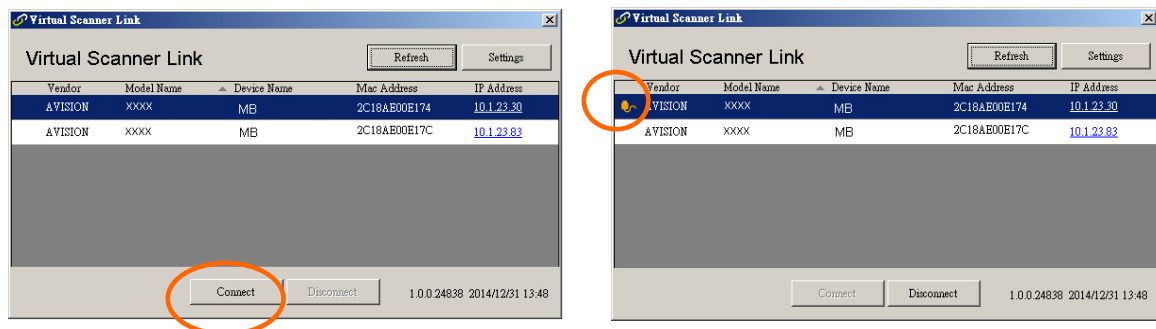 Virtual Scanner Link
Virtual Scanner Link Refresh Settings
Vendor Model Name Device Name Mac Address IP Address
AVISION XXXX MB 2C18AE00E174 10.1.23.30
AVISION XXXX MB 2C18AE00E17C 10.1.23.83
Connect Disconnect 1.0.0.24838 2014/12/31 13:48
Virtual Scanner Link
Virtual Scanner Link Refresh Settings
Vendor Model Name Device Name Mac Address IP Address
AVISION XXXX MB 2C18AE00E174 10.1.23.30
AVISION XXXX MB 2C18AE00E17C 10.1.23.83
Connect Disconnect 1.0.0.24838 2014/12/31 13:48